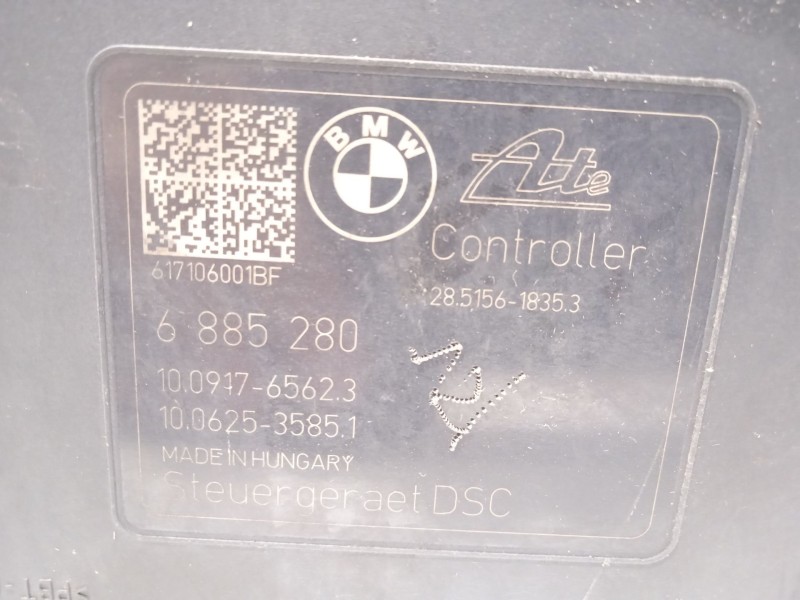 BMW
Ate
Controller
28.5156-1835.3
617106001BF
6 885 280
10.0917-6562.3
10.0625-3585.1
MADE IN HUNGARY
Steuergeraet DSC